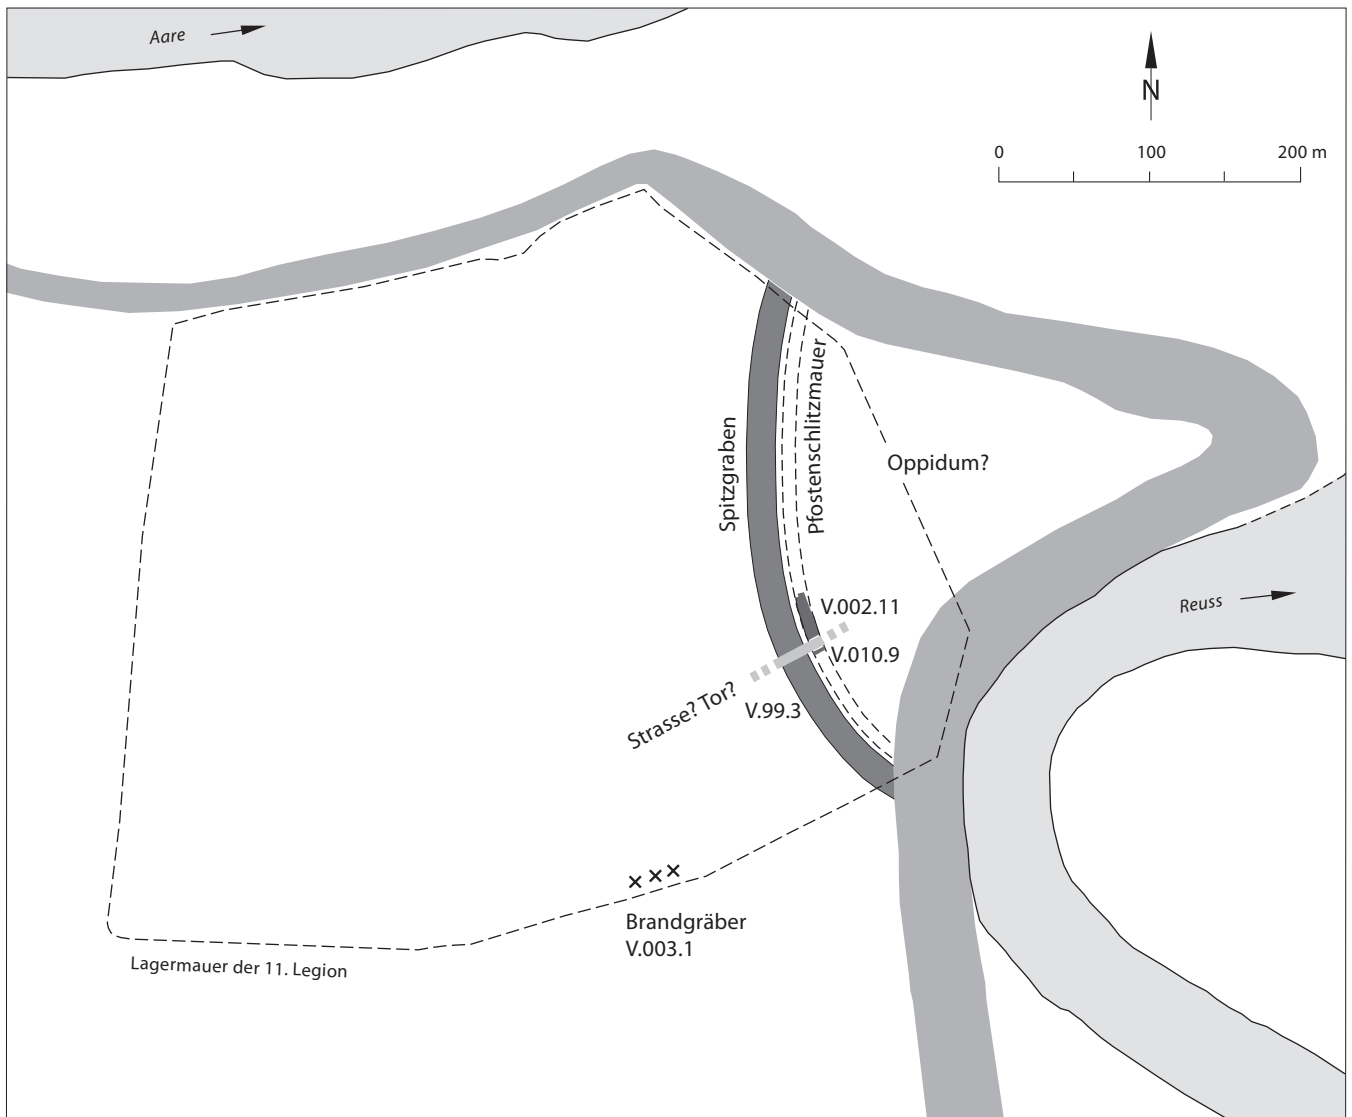 Aare
N
0 100 200 m
Spitzgraben
Pfostenschlitzmauer
Oppidum?
V.002.11
Reuss
V.010.9
Strasse? Tor?
V.99.3
Brandgräber
V.003.1
Lagermauer der 11. Legion